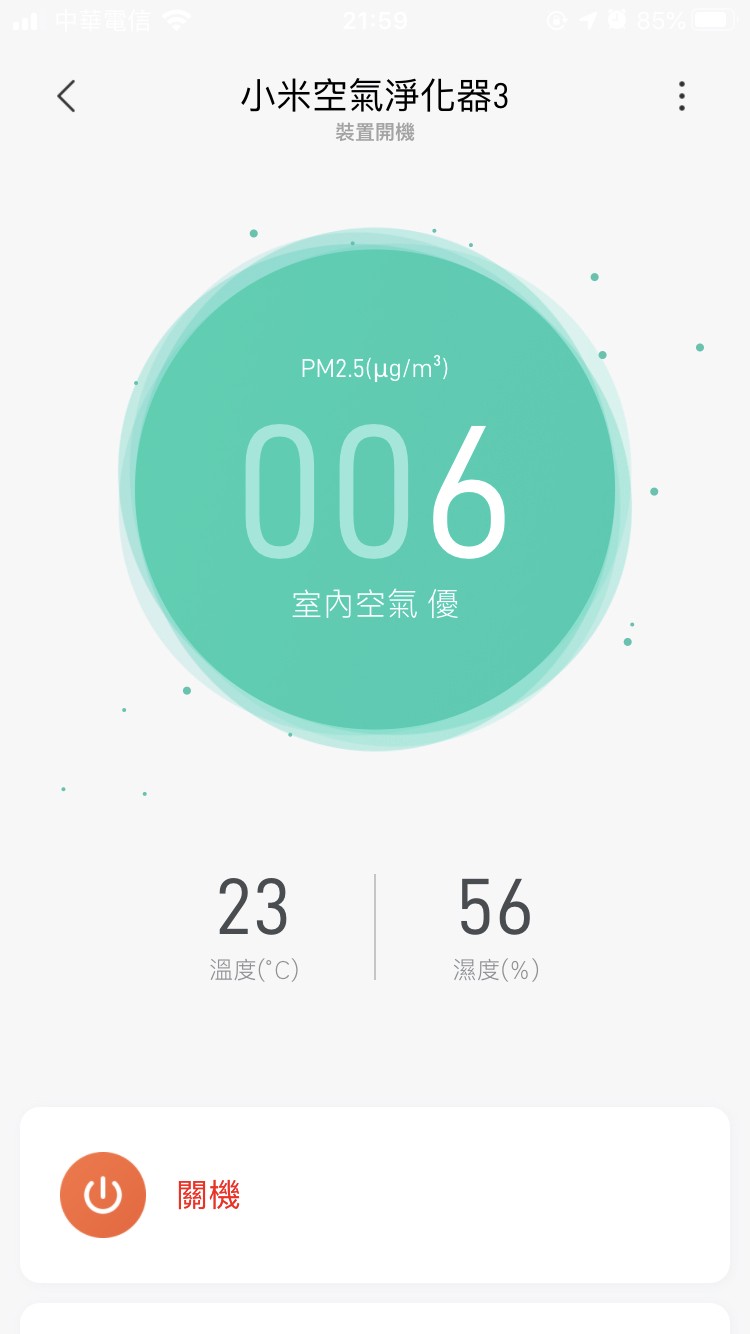 中華電信 21:59 85%
小米空氣淨化器3
裝置開機
PM2.5(μg/m³)
006
室內空氣 優
23 56
溫度(°C) 濕度(%)
關機